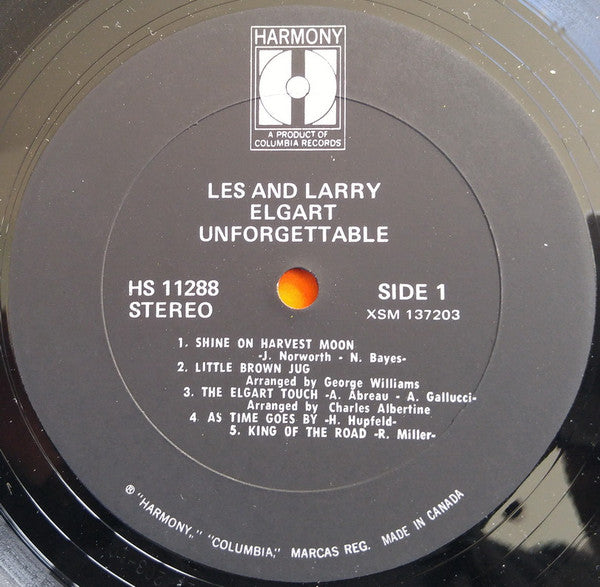 HARMONY
H
A PRODUCT OF
COLUMBIA RECORDS
LES AND LARRY
ELGART
UNFORGETTABLE
HS 11288
STEREO
SIDE 1
XSM 137203
1. SHINE ON HARVEST MOON
-J. Norworth - N. Bayes-
2. LITTLE BROWN JUG
Arranged by George Williams
3. THE ELGART TOUCH -A. Abreau - A. Gallucci-
Arranged by Charles Albertine
4. AS TIME GOES BY -H. Hupfeld-
5. KING OF THE ROAD -R. Miller-
® "HARMONY," "COLUMBIA," MARCAS REG. MADE IN CANADA